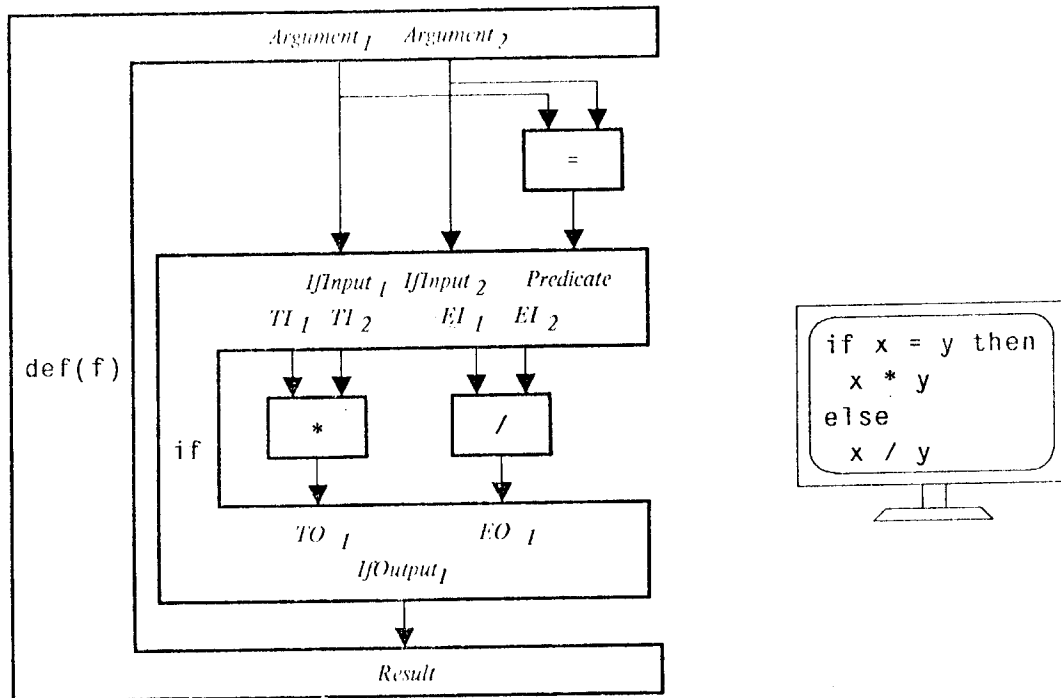 Argument 1 Argument 2
=
IfInput 1 IfInput 2 Predicate
TI 1 TI 2 EI 1 EI 2
def(f)
* /
if
TO 1 EO 1
IfOutput 1
Result
if x = y then
x * y
else
x / y